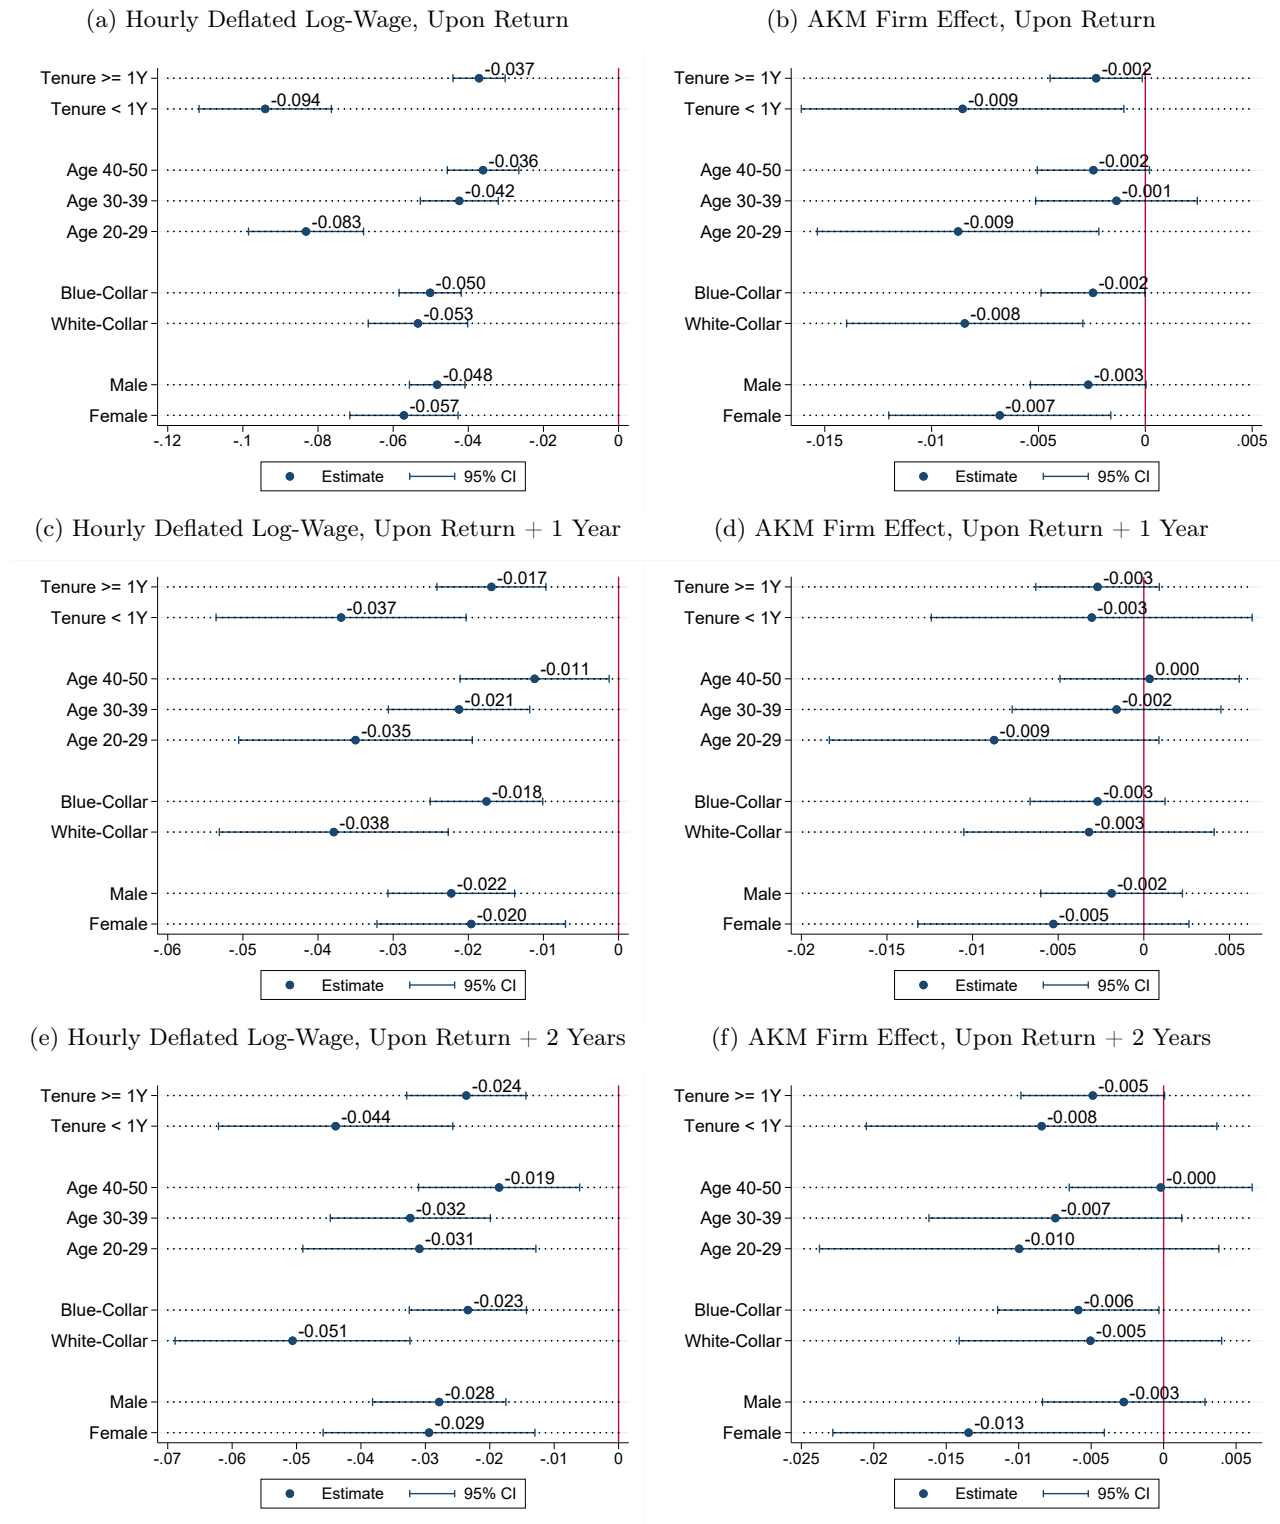 (a) Hourly Deflated Log-Wage, Upon Return
Tenure >= 1Y
-0.037
Tenure < 1Y
-0.094
Age 40-50
-0.036
Age 30-39
-0.042
Age 20-29
-0.083
Blue-Collar
-0.050
White-Collar
-0.053
Male
-0.048
Female
-0.057
-.12 -.1 -.08 -.06 -.04 -.02 0
Estimate 95% CI
(b) AKM Firm Effect, Upon Return
Tenure >= 1Y
-0.002
Tenure < 1Y
-0.009
Age 40-50
-0.002
Age 30-39
-0.001
Age 20-29
-0.009
Blue-Collar
-0.002
White-Collar
-0.008
Male
-0.003
Female
-0.007
-.015 -.01 -.005 0 .005
Estimate 95% CI
(c) Hourly Deflated Log-Wage, Upon Return + 1 Year
Tenure >= 1Y
-0.017
Tenure < 1Y
-0.037
Age 40-50
-0.011
Age 30-39
-0.021
Age 20-29
-0.035
Blue-Collar
-0.018
White-Collar
-0.038
Male
-0.022
Female
-0.020
-.06 -.05 -.04 -.03 -.02 -.01 0
Estimate 95% CI
(d) AKM Firm Effect, Upon Return + 1 Year
Tenure >= 1Y
-0.003
Tenure < 1Y
-0.003
Age 40-50
0.000
Age 30-39
-0.002
Age 20-29
-0.009
Blue-Collar
-0.003
White-Collar
-0.003
Male
-0.002
Female
-0.005
-.02 -.015 -.01 -.005 0 .005
Estimate 95% CI
(e) Hourly Deflated Log-Wage, Upon Return + 2 Years
Tenure >= 1Y
-0.024
Tenure < 1Y
-0.044
Age 40-50
-0.019
Age 30-39
-0.032
Age 20-29
-0.031
Blue-Collar
-0.023
White-Collar
-0.051
Male
-0.028
Female
-0.029
-.07 -.06 -.05 -.04 -.03 -.02 -.01 0
Estimate 95% CI
(f) AKM Firm Effect, Upon Return + 2 Years
Tenure >= 1Y
-0.005
Tenure < 1Y
-0.008
Age 40-50
-0.000
Age 30-39
-0.007
Age 20-29
-0.010
Blue-Collar
-0.006
White-Collar
-0.005
Male
-0.003
Female
-0.013
-.025 -.02 -.015 -.01 -.005 0 .005
Estimate 95% CI